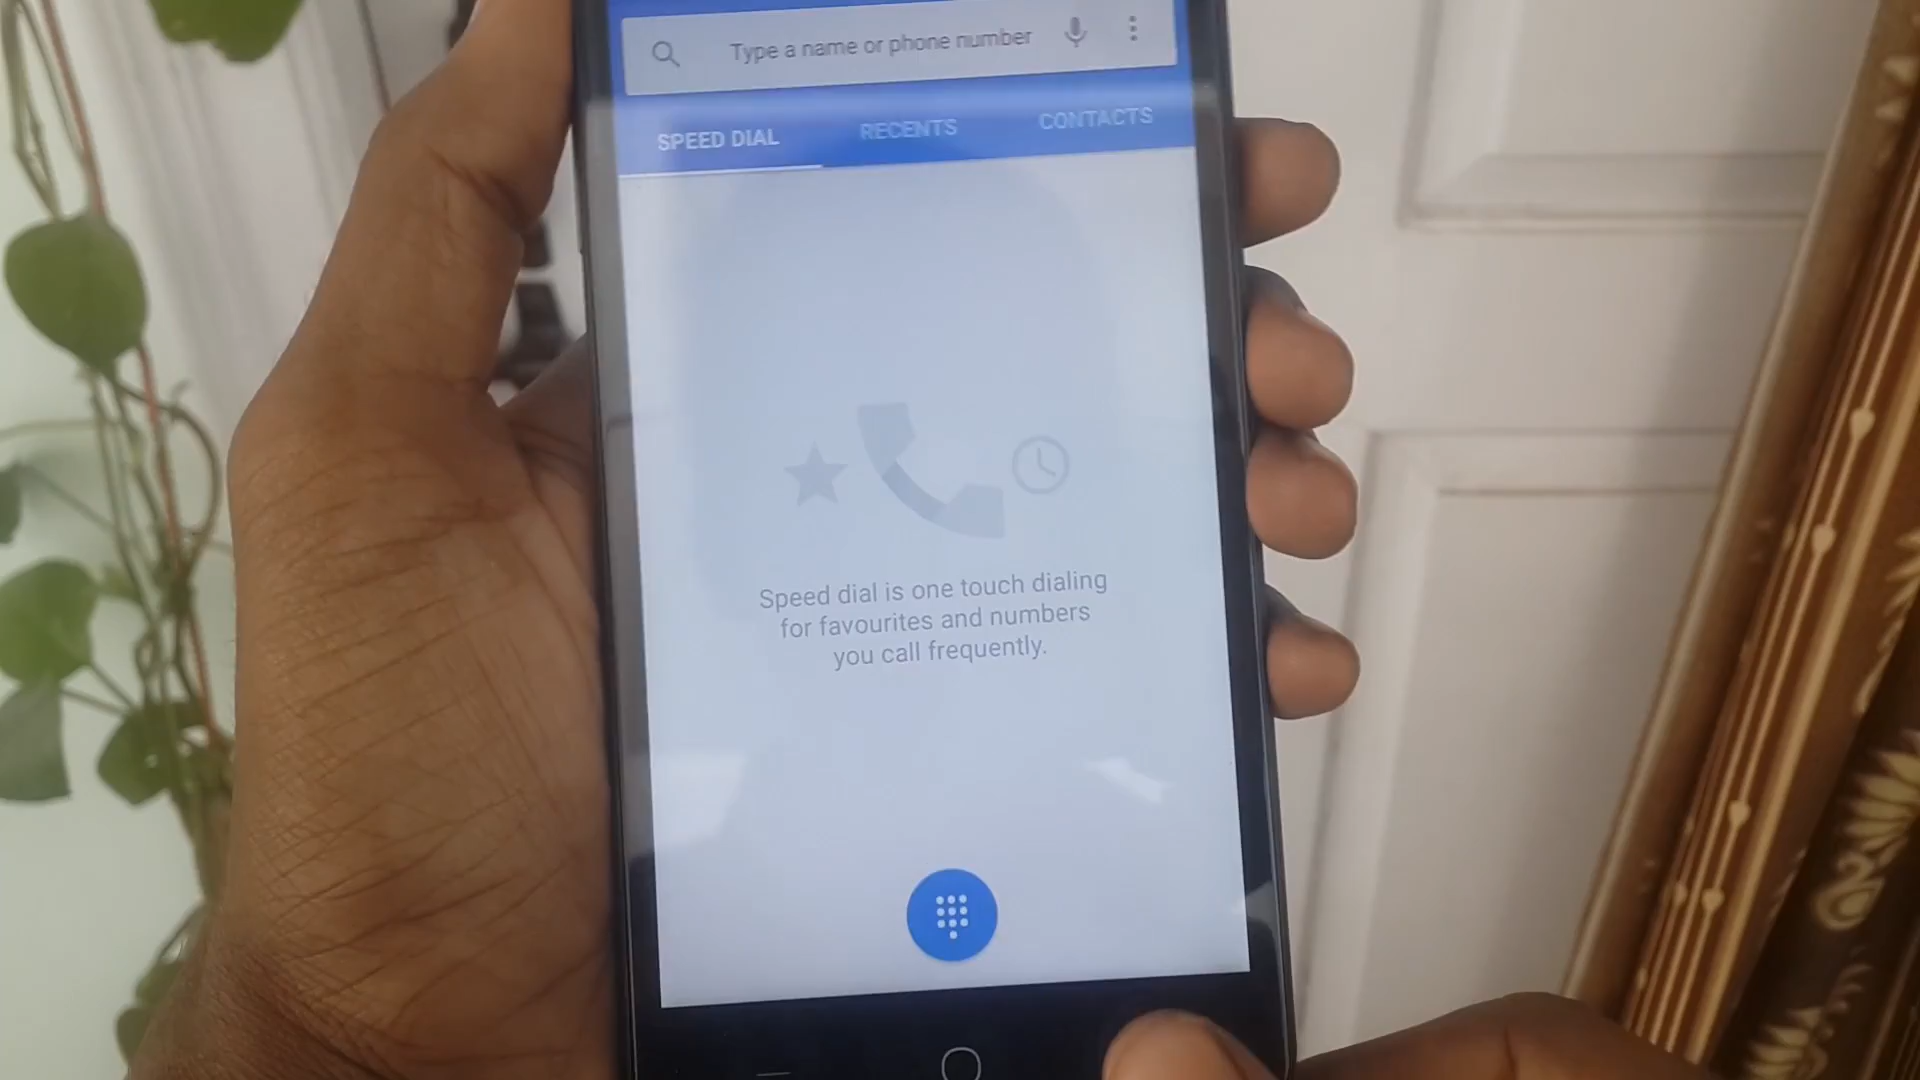 Type a name or phone number
SPEED DIAL RECENTS CONTACTS
Speed dial is one touch dialing
for favourites and numbers
you call frequently.